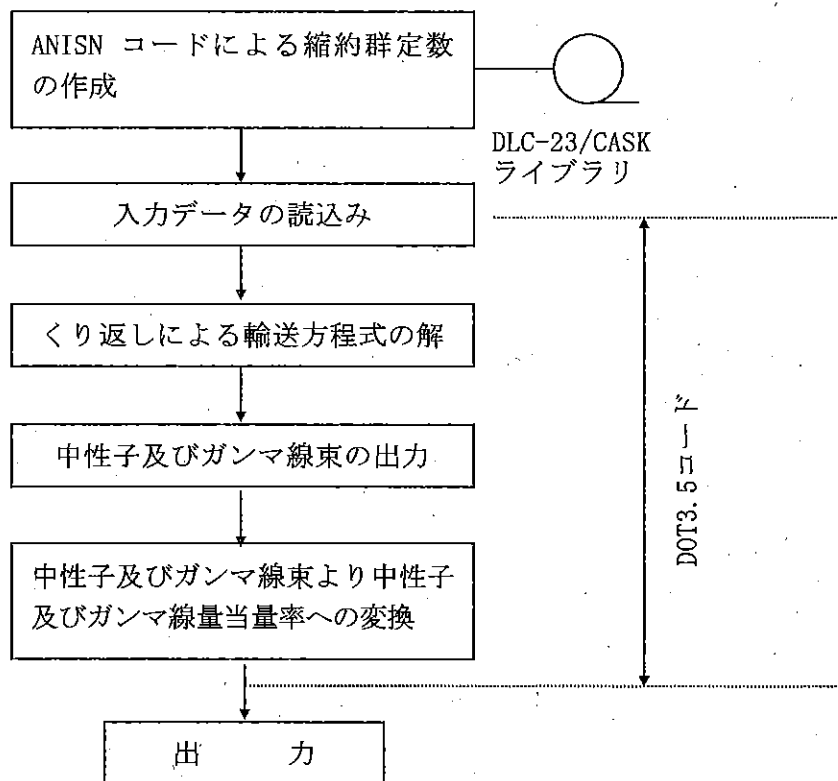 ANISN コードによる縮約群定数
の作成
DLC-23/CASK
ライブラリ
入力データの読込み
くり返しによる輸送方程式の解
中性子及びガンマ線束の出力
中性子及びガンマ線束より中性子
及びガンマ線量当量率への変換
DOT3.5コード
出　　力